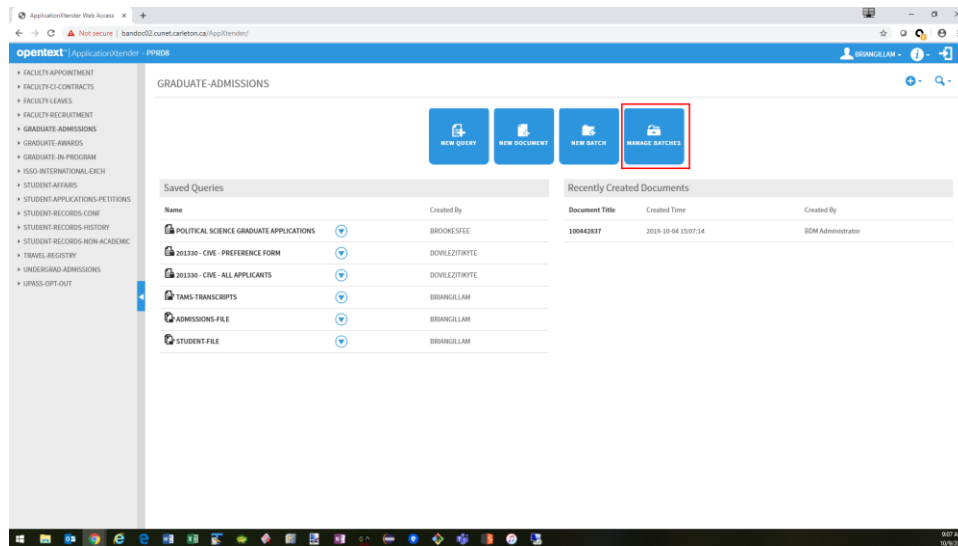 ApplicationXtender Web Access
Not secure | bandoc02.cunet.carleton.ca/AppXtender/
opentext™ | ApplicationXtender - PPRD8
BRIANGILLAM
FACULTY-APPOINTMENT
FACULTY-CI-CONTRACTS
FACULTY-LEAVES
FACULTY-RECRUITMENT
GRADUATE-ADMISSIONS
GRADUATE-AWARDS
GRADUATE-IN-PROGRAM
ISSO-INTERNATIONAL-EXCH
STUDENT-AFFAIRS
STUDENT-APPLICATIONS-PETITIONS
STUDENT-RECORDS-CONF
STUDENT-RECORDS-HISTORY
STUDENT-RECORDS-NON-ACADEMIC
TRAVEL-REGISTRY
UNDERGRAD-ADMISSIONS
UPASS-OPT-OUT
GRADUATE-ADMISSIONS
NEW QUERY NEW DOCUMENT NEW BATCH MANAGE BATCHES
Saved Queries
Name Created By
POLITICAL SCIENCE GRADUATE APPLICATIONS BROOKESFEE
201330 - CIVE - PREFERENCE FORM DOVILEZITIKYTE
201330 - CIVE - ALL APPLICANTS DOVILEZITIKYTE
TAMS-TRANSCRIPTS BRIANGILLAM
ADMISSIONS-FILE BRIANGILLAM
STUDENT-FILE BRIANGILLAM
Recently Created Documents
Document Title Created Time Created By
100442837 2019-10-04 15:07:14 BDM Administrator
9:07 A